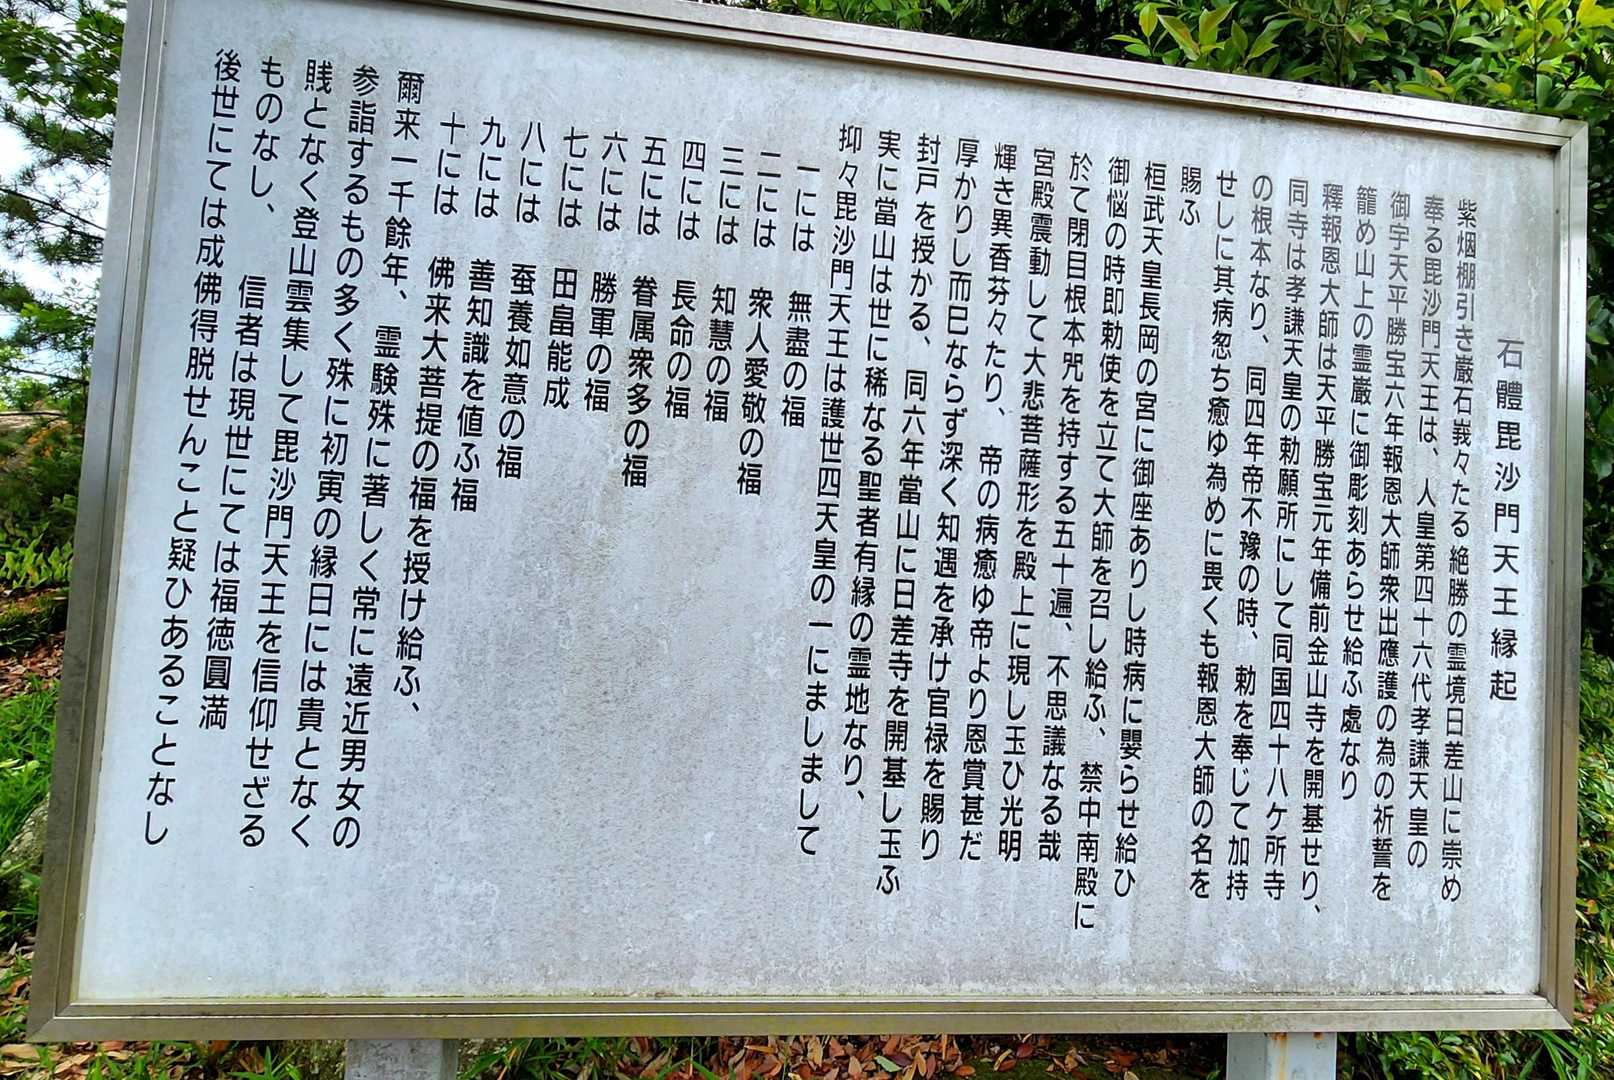 石體毘沙門天王縁起
紫烟棚引き巌石峩々たる絶勝の霊境日差山に崇め
奉る毘沙門天王は、人皇第四十六代孝謙天皇の
御宇天平勝宝六年報恩大師衆出應護の為の祈誓を
籠め山上の霊巌に御彫刻あらせ給ふ處なり
釋報恩大師は天平勝宝元年備前金山寺を開基せり、
同寺は孝謙天皇の勅願所にして同国四十八ケ所寺
の根本なり、同四年帝不豫の時、勅を奉じて加持
せしに其病忽ち癒ゆ為めに畏くも報恩大師の名を
賜ふ
桓武天皇長岡の宮に御座ありし時病に嬰らせ給ひ
御悩の時即勅使を立て大師を召し給ふ、禁中南殿に
於て閉目根本咒を持する五十遍、不思議なる哉
宮殿震動して大悲菩薩形を殿上に現し玉ひ光明
輝き異香芬々たり、帝の病癒ゆ帝より恩賞甚だ
厚かりし而已ならず深く知遇を承け官禄を賜り
封戸を授かる、同六年當山に日差寺を開基し玉ふ
実に當山は世に稀なる聖者有縁の霊地なり、
抑々毘沙門天王は護世四天皇の一にましまして
一には 無盡の福
二には 衆人愛敬の福
三には 知慧の福
四には 長命の福
五には 眷属衆多の福
六には 勝軍の福
七には 田畠能成
八には 蚕養如意の福
九には 善知識を値ふ福
十には 佛来大菩提の福を授け給ふ、
爾来一千餘年、霊験殊に著しく常に遠近男女の
参詣するもの多く殊に初寅の縁日には貴となく
賎となく登山雲集して毘沙門天王を信仰せざる
ものなし、 信者は現世にては福徳圓満
後世にては成佛得脱せんこと疑ひあることなし